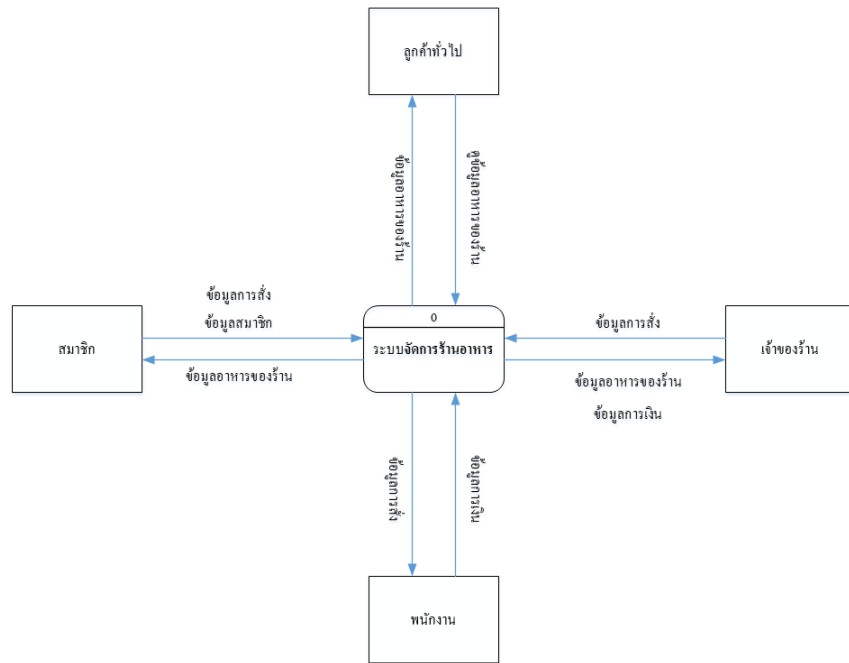 ลูกค้าทั่วไป
ข้อมูลอาหารของร้าน
ดูข้อมูลอาหารของร้าน
ข้อมูลการสั่ง
ข้อมูลสมาชิก
สมาชิก
ข้อมูลอาหารของร้าน
0
ระบบจัดการร้านอาหาร
ข้อมูลการสั่ง
เจ้าของร้าน
ข้อมูลอาหารของร้าน
ข้อมูลการเงิน
ข้อมูลการสั่ง
ข้อมูลการเงิน
พนักงาน